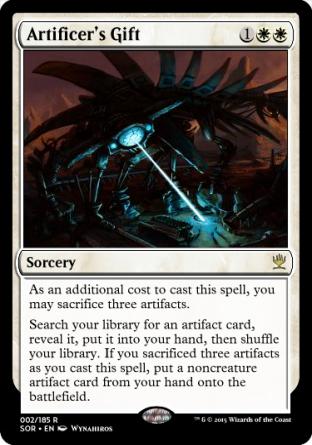 Artificer's Gift 1
Sorcery
As an additional cost to cast this spell, you
may sacrifice three artifacts.
Search your library for an artifact card,
reveal it, put it into your hand, then shuffle
your library. If you sacrificed three artifacts
as you cast this spell, put a noncreature
artifact card from your hand onto the
battlefield.
002/185 R
SOR • EN Wynahiros
™ & © 2015 Wizards of the Coast